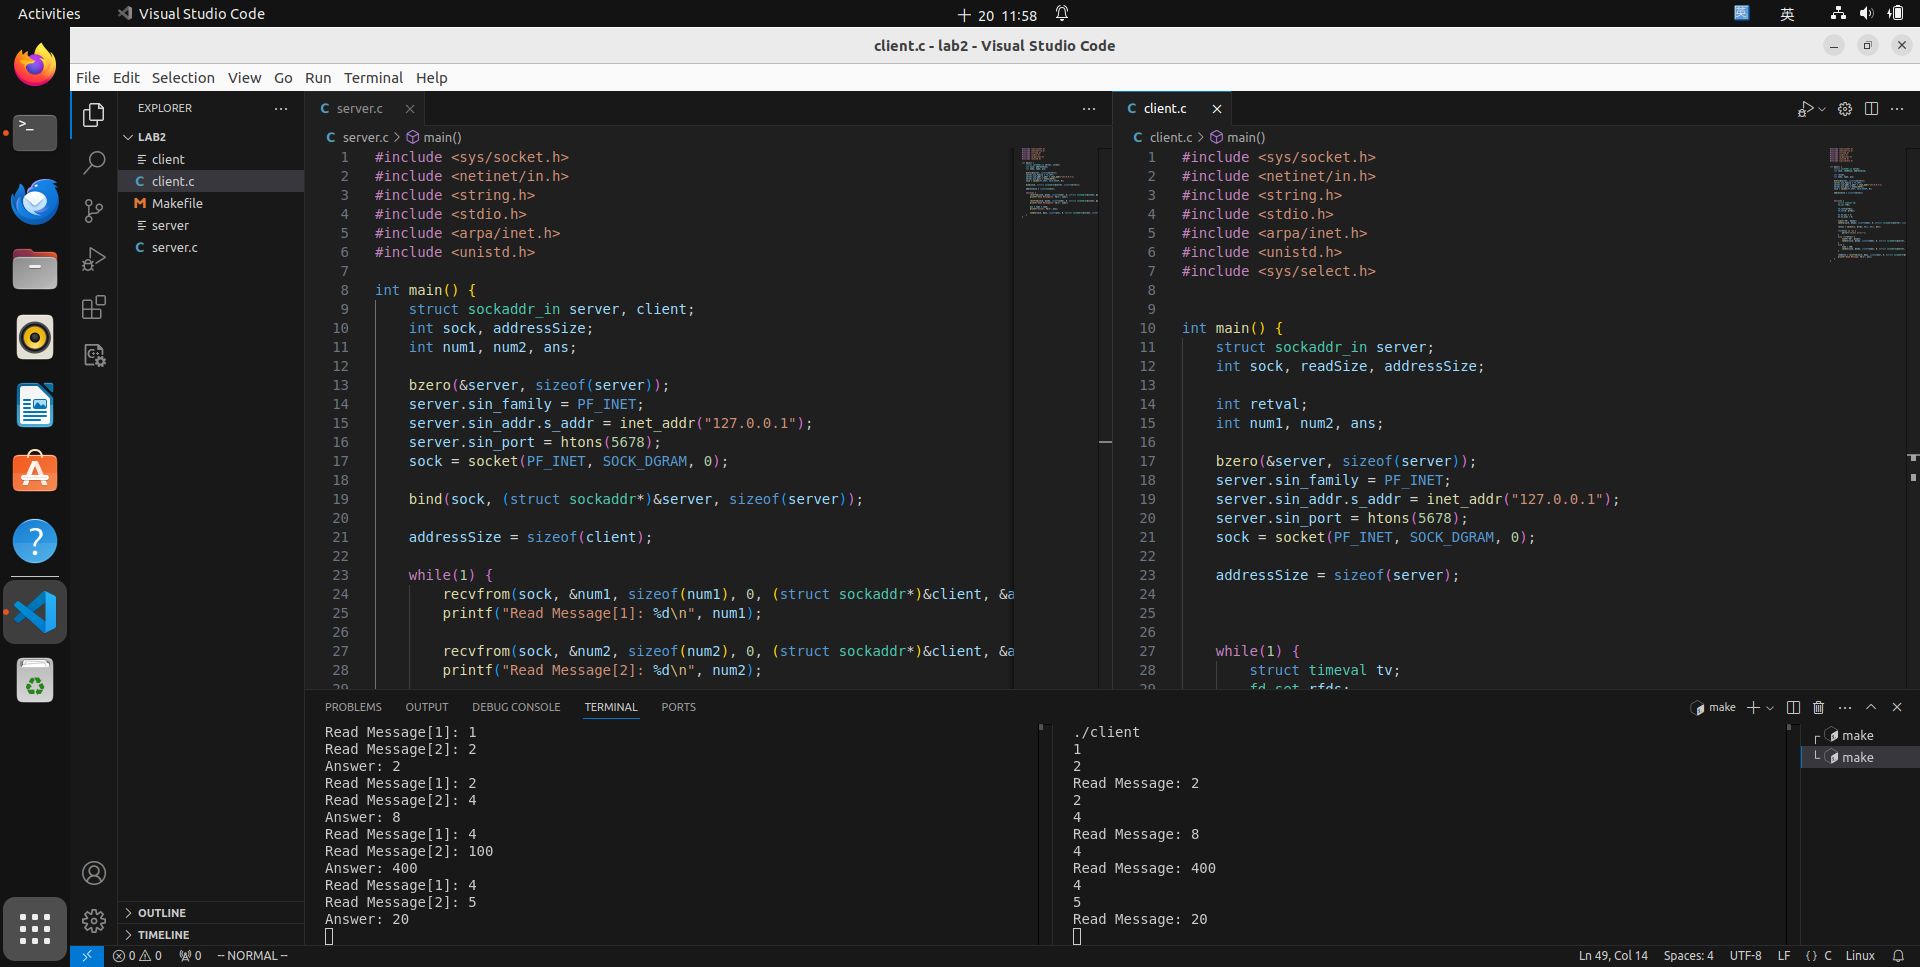 Activities
Visual Studio Code
20 11:58
英
英
client.c - lab2 - Visual Studio Code
File Edit Selection View Go Run Terminal Help
EXPLORER
LAB2
client
C client.c
M Makefile
server
C server.c
OUTLINE
TIMELINE
C server.c
C server.c > main()
1 #include <sys/socket.h>
2 #include <netinet/in.h>
3 #include <string.h>
4 #include <stdio.h>
5 #include <arpa/inet.h>
6 #include <unistd.h>
7
8 int main() {
9 struct sockaddr_in server, client;
10 int sock, addressSize;
11 int num1, num2, ans;
12
13 bzero(&server, sizeof(server));
14 server.sin_family = PF_INET;
15 server.sin_addr.s_addr = inet_addr("127.0.0.1");
16 server.sin_port = htons(5678);
17 sock = socket(PF_INET, SOCK_DGRAM, 0);
18
19 bind(sock, (struct sockaddr*)&server, sizeof(server));
20
21 addressSize = sizeof(client);
22
23 while(1) {
24 recvfrom(sock, &num1, sizeof(num1), 0, (struct sockaddr*)&client, &a
25 printf("Read Message[1]: %d\n", num1);
26
27 recvfrom(sock, &num2, sizeof(num2), 0, (struct sockaddr*)&client, &a
28 printf("Read Message[2]: %d\n", num2);
29
C client.c
C client.c > main()
1 #include <sys/socket.h>
2 #include <netinet/in.h>
3 #include <string.h>
4 #include <stdio.h>
5 #include <arpa/inet.h>
6 #include <unistd.h>
7 #include <sys/select.h>
8
9
10 int main() {
11 struct sockaddr_in server;
12 int sock, readSize, addressSize;
13
14 int retval;
15 int num1, num2, ans;
16
17 bzero(&server, sizeof(server));
18 server.sin_family = PF_INET;
19 server.sin_addr.s_addr = inet_addr("127.0.0.1");
20 server.sin_port = htons(5678);
21 sock = socket(PF_INET, SOCK_DGRAM, 0);
22
23 addressSize = sizeof(server);
24
25
26
27 while(1) {
28 struct timeval tv;
29 fd_set rfds;
PROBLEMS OUTPUT DEBUG CONSOLE TERMINAL PORTS
make
Read Message[1]: 1
Read Message[2]: 2
Answer: 2
Read Message[1]: 2
Read Message[2]: 4
Answer: 8
Read Message[1]: 4
Read Message[2]: 100
Answer: 400
Read Message[1]: 4
Read Message[2]: 5
Answer: 20
./client
1
2
Read Message: 2
2
4
Read Message: 8
4
Read Message: 400
4
5
Read Message: 20
make
make
0 0 0 -- NORMAL --
Ln 49, Col 14 Spaces: 4 UTF-8 LF {} C Linux